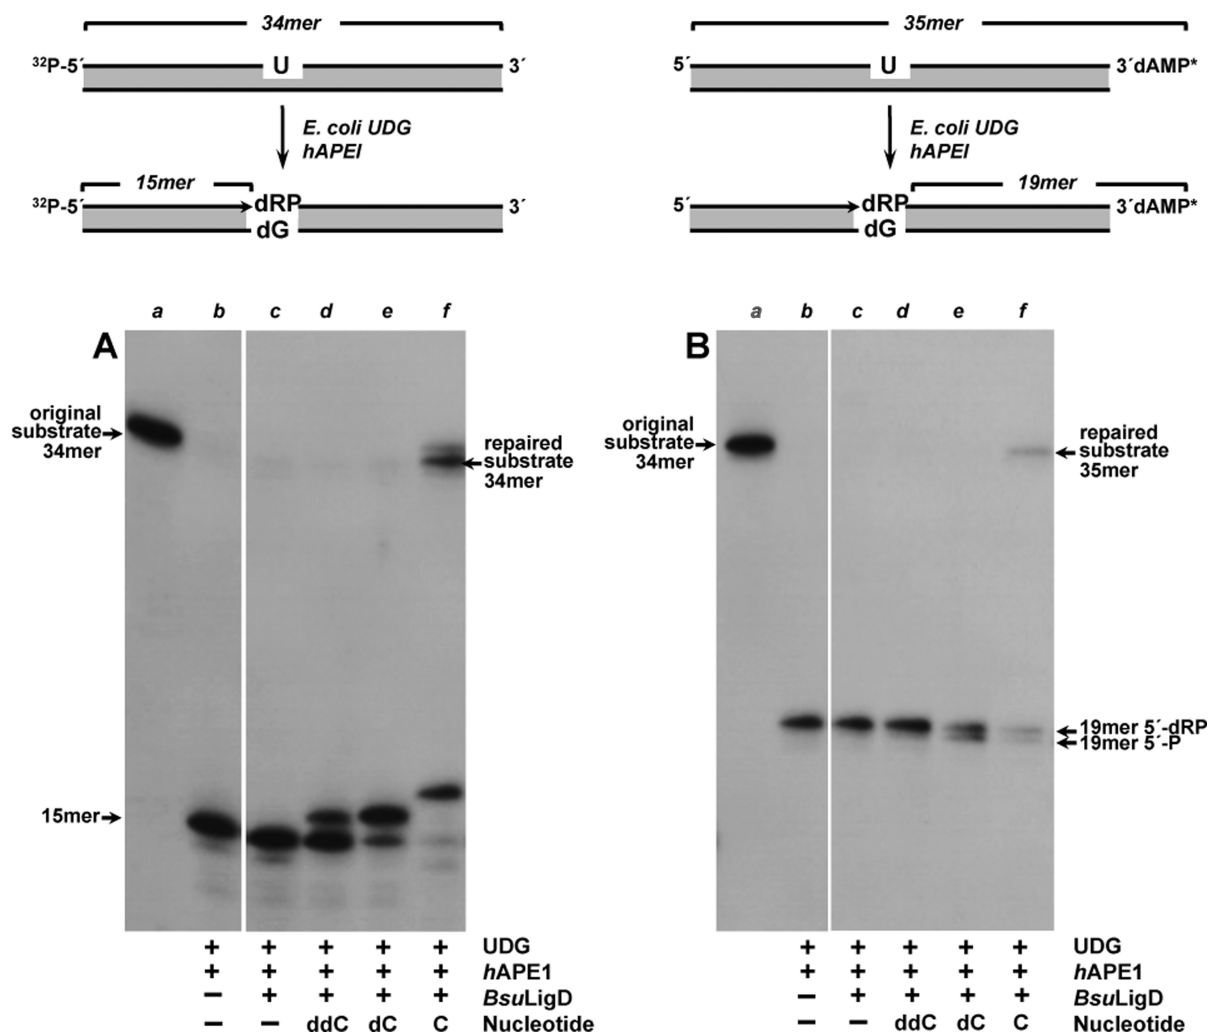 34mer
³²P-5´ U 3´
E. coli UDG
hAPEI
15mer
³²P-5´ dRP 3´
dG
35mer
5´ U 3´dAMP*
E. coli UDG
hAPEI
19mer
5´ dRP 3´dAMP*
dG
a b c d e f
A
original
substrate
34mer
repaired
substrate
34mer
15mer
+ + + + + UDG
+ + + + + hAPE1
− + + + + BsuLigD
− − ddC dC C Nucleotide
a b c d e f
B
original
substrate
34mer
repaired
substrate
35mer
19mer 5´-dRP
19mer 5´-P
+ + + + + UDG
+ + + + + hAPE1
− + + + + BsuLigD
− − ddC dC C Nucleotide